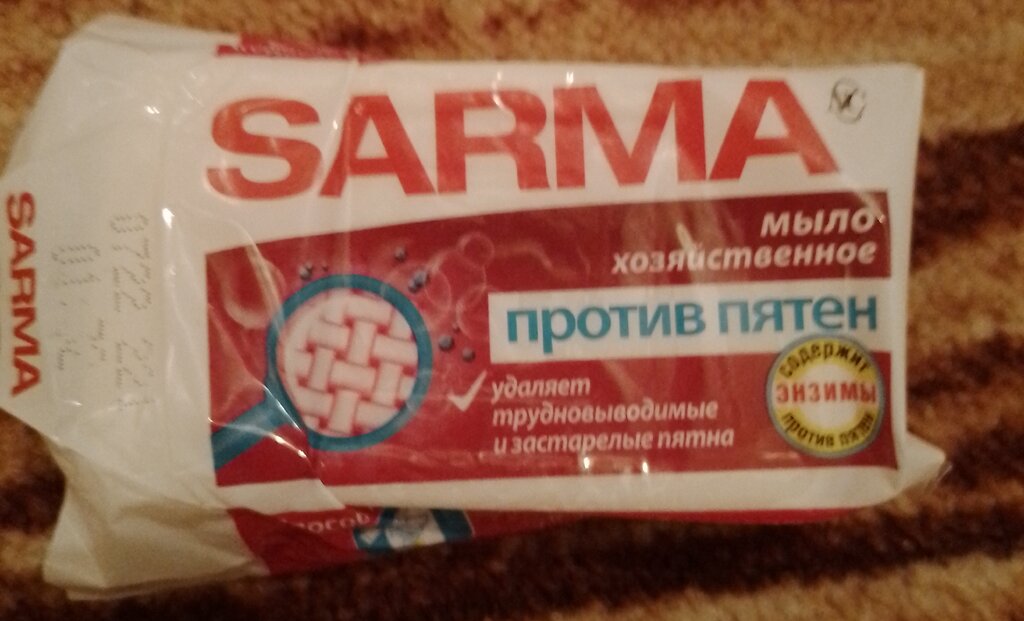 SARMA
мыло
хозяйственное
против пятен
удаляет
трудновыводимые
и застарелые пятна
содержит
энзимы
против пятен
SARMA